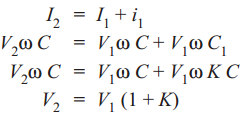 I₂ = I₁ + i₁
V₂ω C = V₁ω C + V₁ω C₁
V₂ω C = V₁ω C + V₁ω K C
V₂ = V₁ (1 + K)